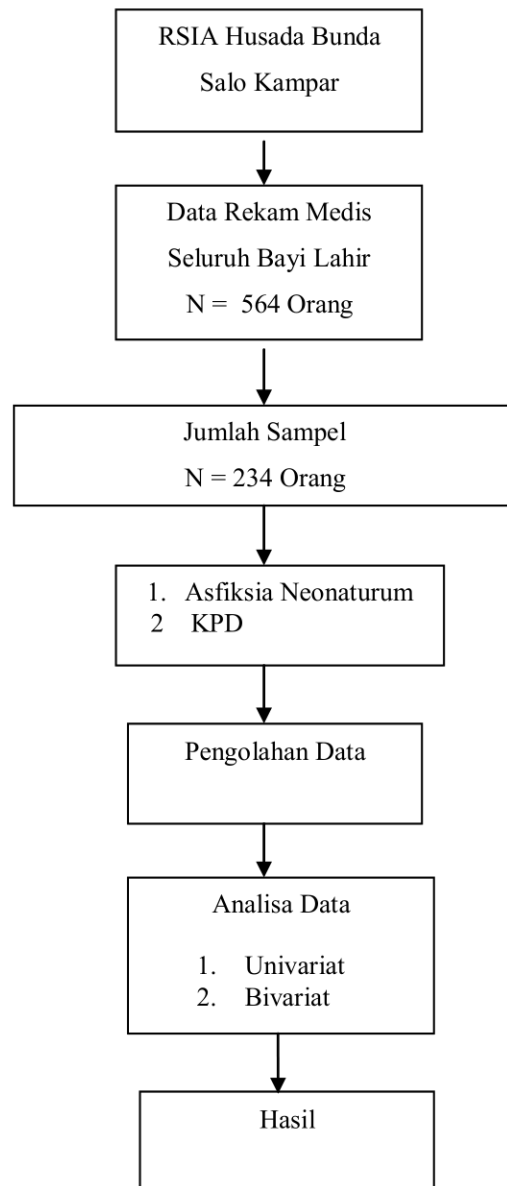 RSIA Husada Bunda
Salo Kampar
Data Rekam Medis
Seluruh Bayi Lahir
N = 564 Orang
Jumlah Sampel
N = 234 Orang
1. Asfiksia Neonaturum
2 KPD
Pengolahan Data
Analisa Data
1. Univariat
2. Bivariat
Hasil